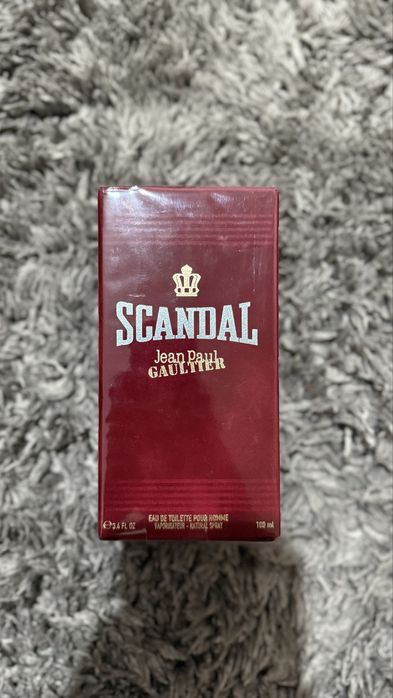 SCANDAL
Jean Paul
GAULTIER
EAU DE TOILETTE POUR HOMME
℮ 3.4 FL OZ VAPORISATEUR - NATURAL SPRAY 100 ml